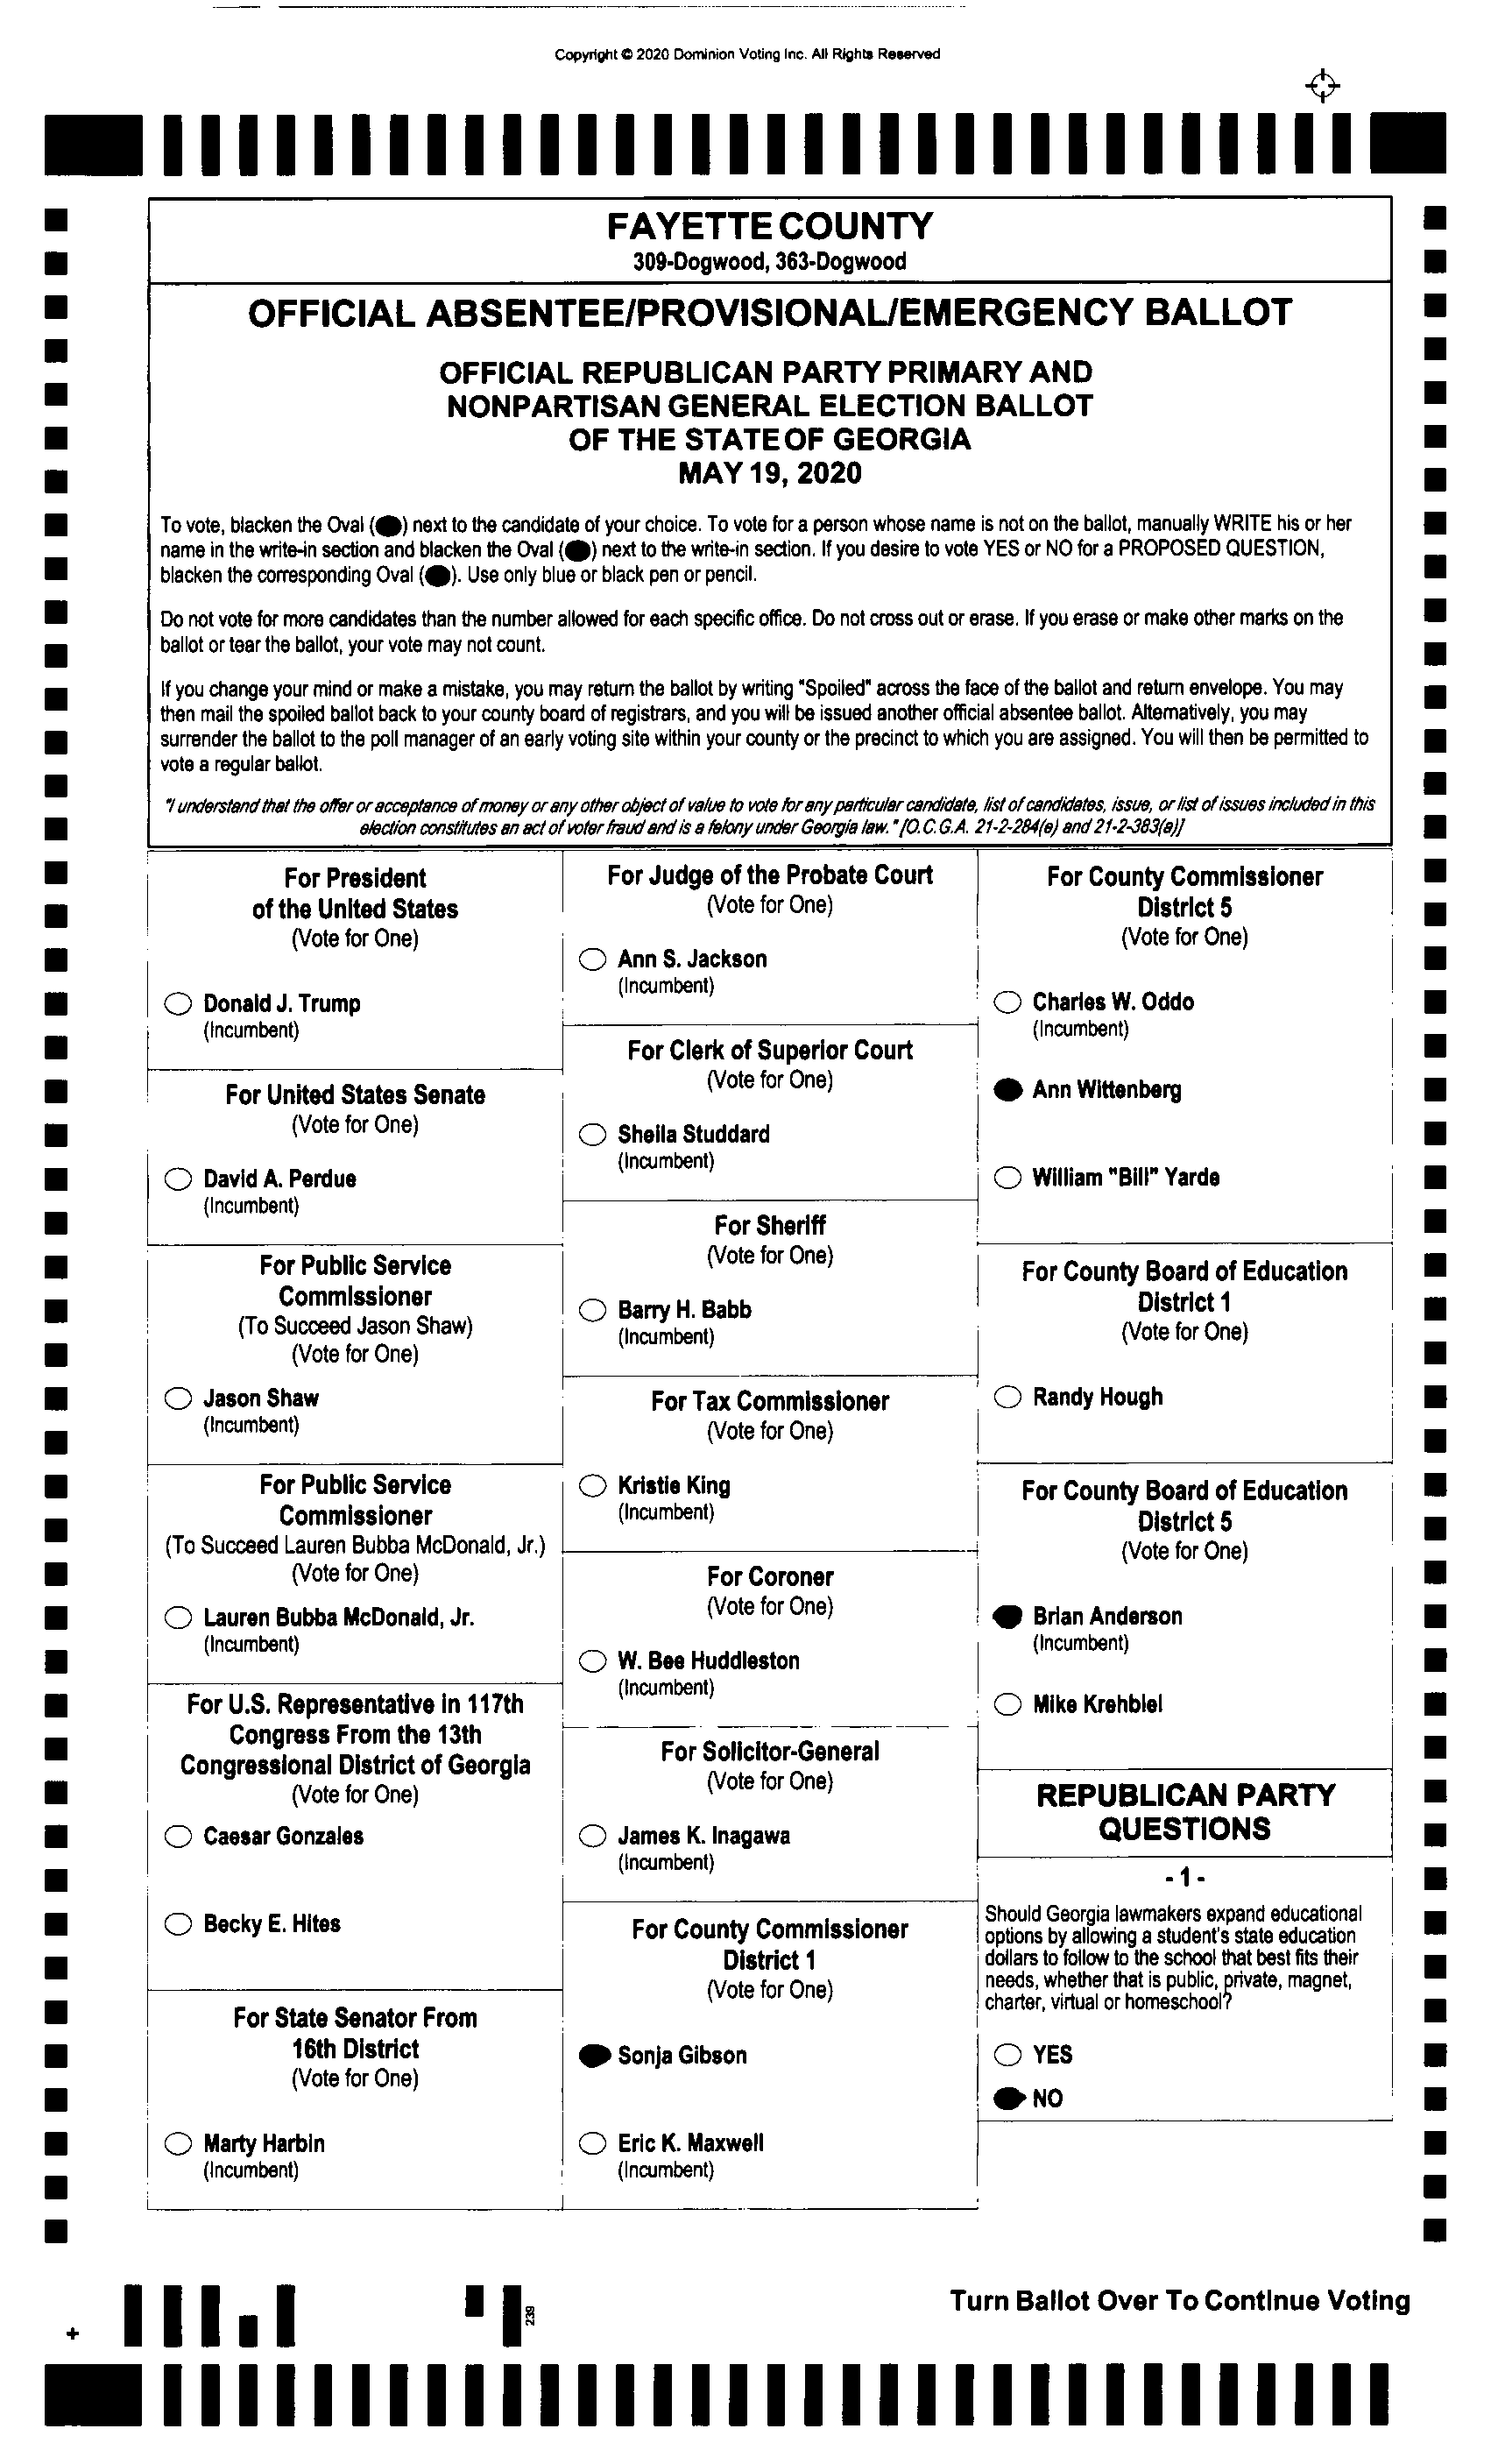 Copyright © 2020 Dominion Voting Inc. All Rights Reserved
FAYETTE COUNTY
309-Dogwood, 363-Dogwood
OFFICIAL ABSENTEE/PROVISIONAL/EMERGENCY BALLOT
OFFICIAL REPUBLICAN PARTY PRIMARY AND
NONPARTISAN GENERAL ELECTION BALLOT
OF THE STATE OF GEORGIA
MAY 19, 2020
To vote, blacken the Oval ( ) next to the candidate of your choice. To vote for a person whose name is not on the ballot, manually WRITE his or her
name in the write-in section and blacken the Oval ( ) next to the write-in section. If you desire to vote YES or NO for a PROPOSED QUESTION,
blacken the corresponding Oval ( ). Use only blue or black pen or pencil.
Do not vote for more candidates than the number allowed for each specific office. Do not cross out or erase. If you erase or make other marks on the
ballot or tear the ballot, your vote may not count.
If you change your mind or make a mistake, you may return the ballot by writing "Spoiled" across the face of the ballot and return envelope. You may
then mail the spoiled ballot back to your county board of registrars, and you will be issued another official absentee ballot. Alternatively, you may
surrender the ballot to the poll manager of an early voting site within your county or the precinct to which you are assigned. You will then be permitted to
vote a regular ballot.
"I understand that the offer or acceptance of money or any other object of value to vote for any particular candidate, list of candidates, issue, or list of issues included in this
election constitutes an act of voter fraud and is a felony under Georgia law." [O.C.G.A. 21-2-284(e) and 21-2-383(a)]
For President
of the United States
(Vote for One)
Donald J. Trump
(Incumbent)
For United States Senate
(Vote for One)
David A. Perdue
(Incumbent)
For Public Service
Commissioner
(To Succeed Jason Shaw)
(Vote for One)
Jason Shaw
(Incumbent)
For Public Service
Commissioner
(To Succeed Lauren Bubba McDonald, Jr.)
(Vote for One)
Lauren Bubba McDonald, Jr.
(Incumbent)
For U.S. Representative in 117th
Congress From the 13th
Congressional District of Georgia
(Vote for One)
Caesar Gonzales
Becky E. Hites
For State Senator From
16th District
(Vote for One)
Marty Harbin
(Incumbent)
For Judge of the Probate Court
(Vote for One)
Ann S. Jackson
(Incumbent)
For Clerk of Superior Court
(Vote for One)
Sheila Studdard
(Incumbent)
For Sheriff
(Vote for One)
Barry H. Babb
(Incumbent)
For Tax Commissioner
(Vote for One)
Kristie King
(Incumbent)
For Coroner
(Vote for One)
W. Bee Huddleston
(Incumbent)
For Solicitor-General
(Vote for One)
James K. Inagawa
(Incumbent)
For County Commissioner
District 1
(Vote for One)
Sonja Gibson
Eric K. Maxwell
(Incumbent)
For County Commissioner
District 5
(Vote for One)
Charles W. Oddo
(Incumbent)
Ann Wittenberg
William "Bill" Yarde
For County Board of Education
District 1
(Vote for One)
Randy Hough
For County Board of Education
District 5
(Vote for One)
Brian Anderson
(Incumbent)
Mike Krehbiel
REPUBLICAN PARTY
QUESTIONS
- 1 -
Should Georgia lawmakers expand educational
options by allowing a student's state education
dollars to follow to the school that best fits their
needs, whether that is public, private, magnet,
charter, virtual or homeschool?
YES
NO
239
Turn Ballot Over To Continue Voting